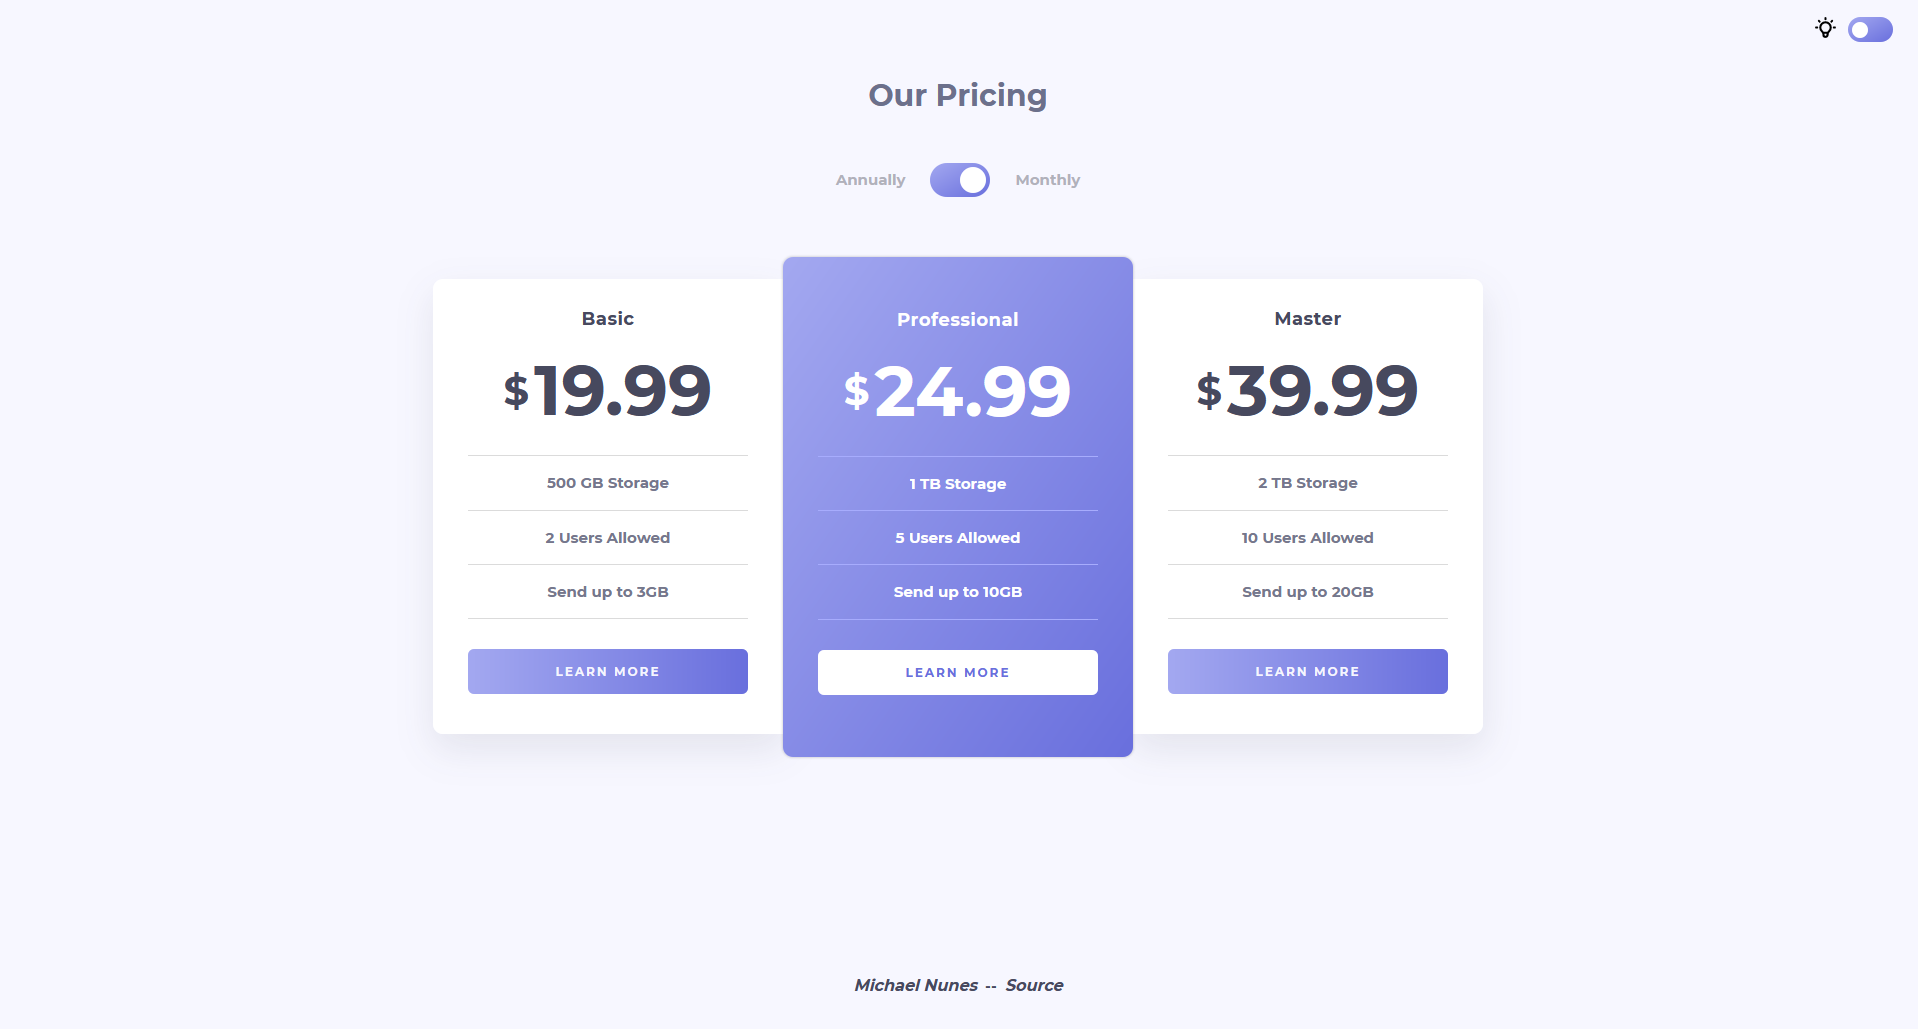 Our Pricing
Annually Monthly
Basic
$19.99
500 GB Storage
2 Users Allowed
Send up to 3GB
LEARN MORE
Professional
$24.99
1 TB Storage
5 Users Allowed
Send up to 10GB
LEARN MORE
Master
$39.99
2 TB Storage
10 Users Allowed
Send up to 20GB
LEARN MORE
Michael Nunes -- Source